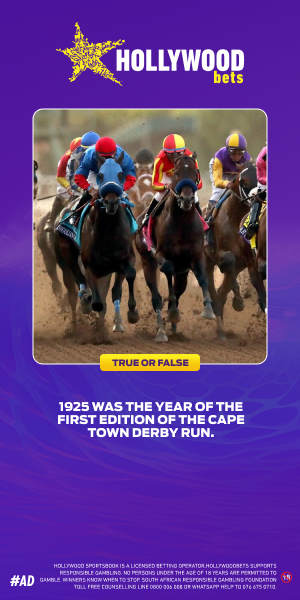 HOLLYWOOD
bets
TRUE OR FALSE
1925 WAS THE YEAR OF THE
FIRST EDITION OF THE CAPE
TOWN DERBY RUN.
HOLLYWOOD SPORTSBOOK IS A LICENSED BETTING OPERATOR.HOLLYWOODBETS SUPPORTS
RESPONSIBLE GAMBLING. NO PERSONS UNDER THE AGE OF 18 YEARS ARE PERMITTED TO
#AD GAMBLE. WINNERS KNOW WHEN TO STOP. SOUTH AFRICAN RESPONSIBLE GAMBLING FOUNDATION
TOLL FREE COUNSELLING LINE 0800 006 008 OR WHATSAPP HELP TO 076 675 0710.